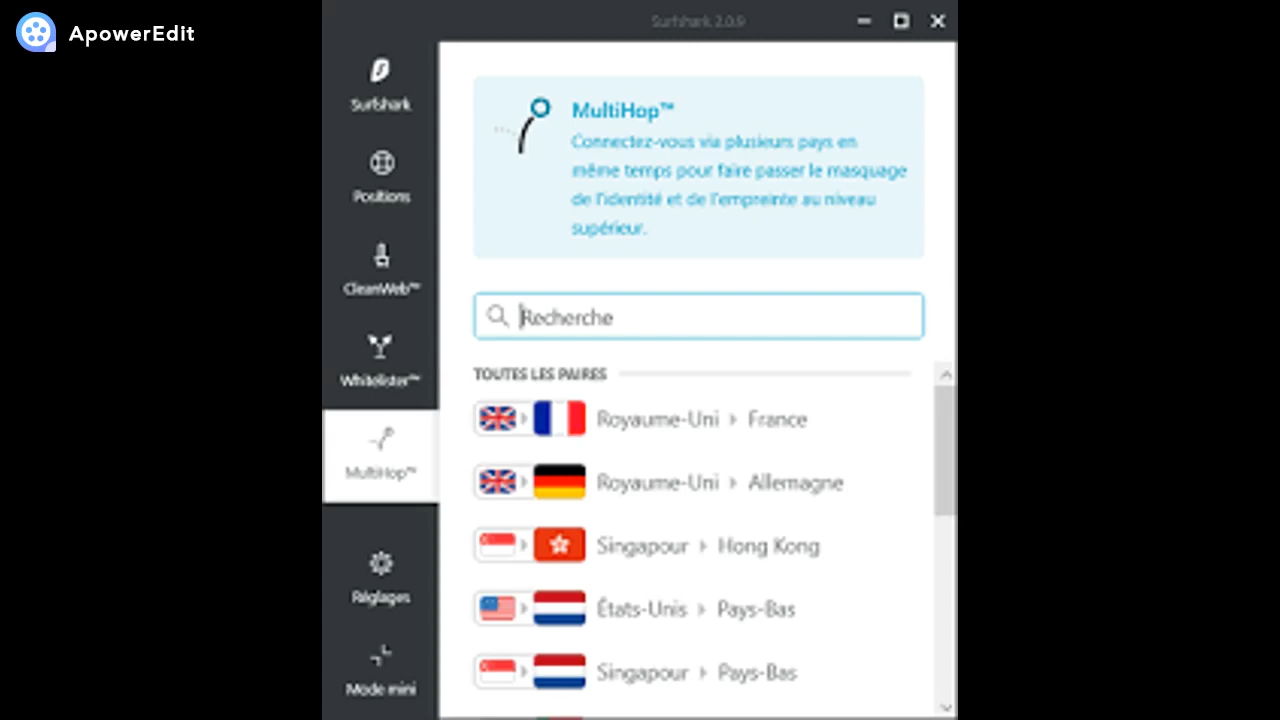 ApowerEdit
Surfshark 2.0.9
Surfshark
Positions
CleanWeb™
Whitelister™
MultiHop™
Réglages
Mode mini
MultiHop™
Connectez-vous via plusieurs pays en
même temps pour faire passer le masquage
de l'identité et de l'empreinte au niveau
supérieur.
Recherche
TOUTES LES PAIRES
Royaume-Uni › France
Royaume-Uni › Allemagne
Singapour › Hong Kong
États-Unis › Pays-Bas
Singapour › Pays-Bas